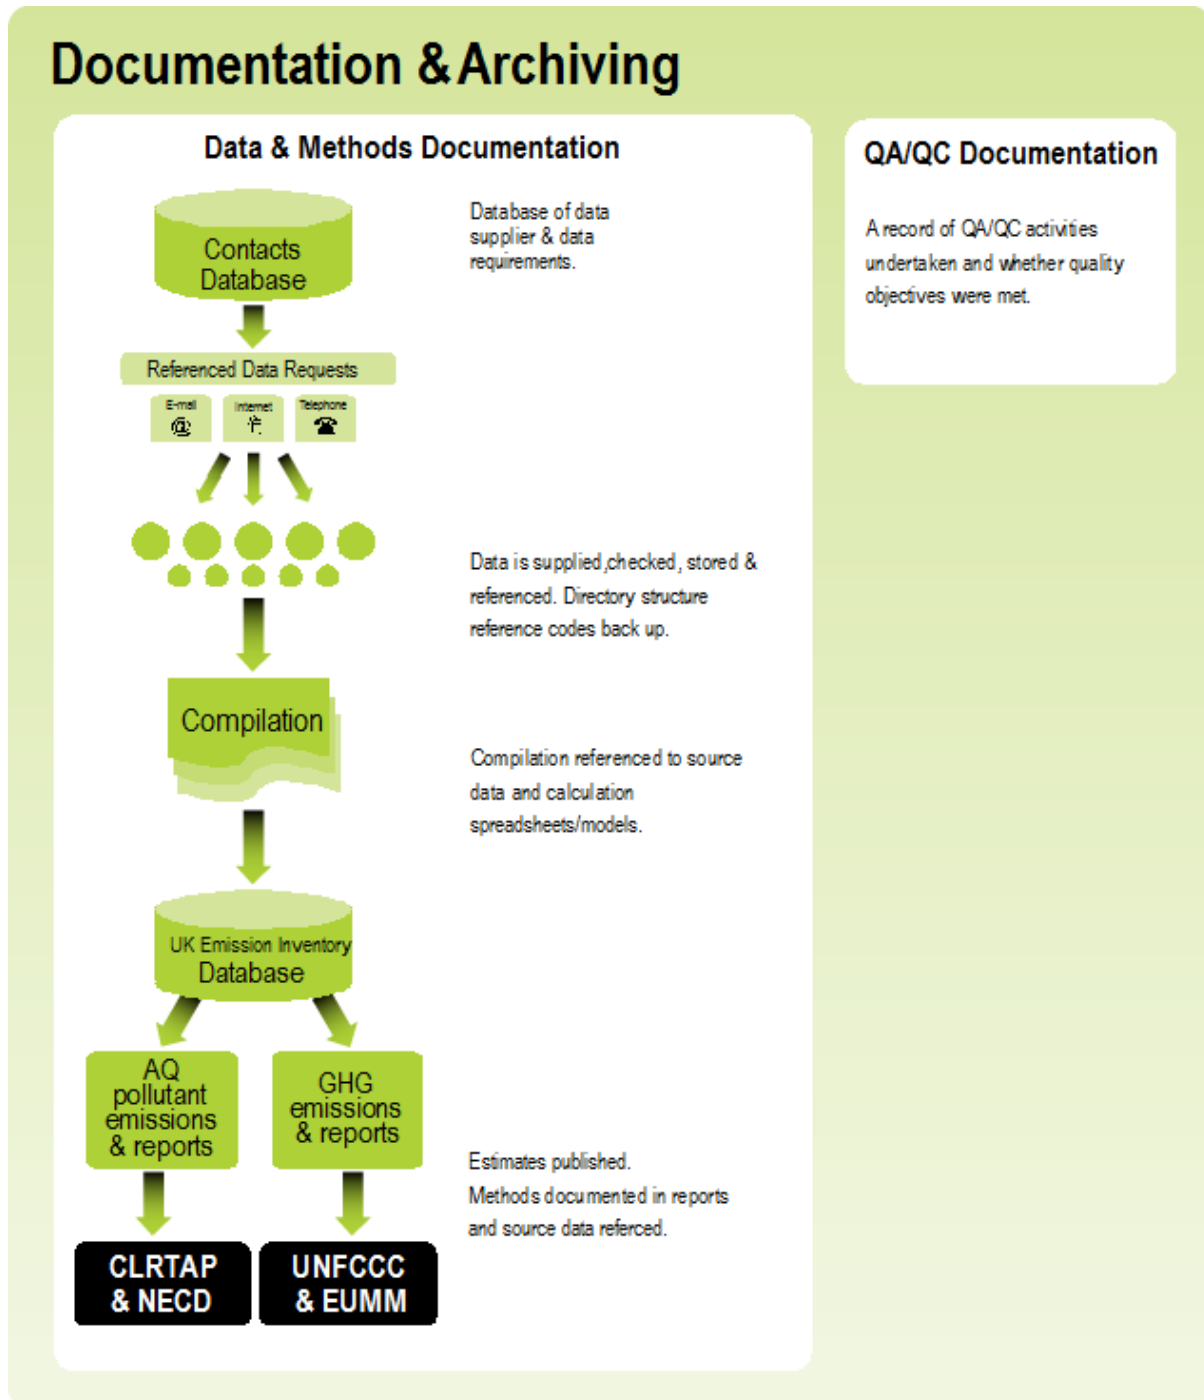 Documentation & Archiving
Data & Methods Documentation
Contacts
Database
Database of data
supplier & data
requirements.
Referenced Data Requests
E-mail
@
Internet
Telephone
Data is supplied,checked, stored &
referenced. Directory structure
reference codes back up.
Compilation
Compilation referenced to source
data and calculation
spreadsheets/models.
UK Emission Inventory
Database
AQ
pollutant
emissions
& reports
GHG
emissions
& reports
Estimates published.
Methods documented in reports
and source data referced.
CLRTAP
& NECD
UNFCCC
& EUMM
QA/QC Documentation
A record of QA/QC activities
undertaken and whether quality
objectives were met.